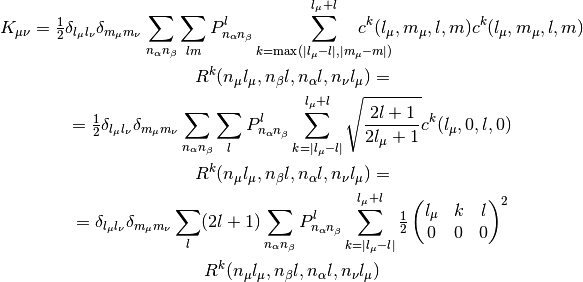 K_{\mu\nu} = \frac{1}{2} \delta_{l_\mu l_\nu} \delta_{m_\mu m_\nu} \sum_{n_\alpha n_\beta} \sum_{lm} P^l_{n_\alpha n_\beta} \sum_{k=\max(|l_\mu-l|,|m_\mu-m|)}^{l_\mu+l} c^k(l_\mu, m_\mu, l, m) c^k(l_\mu, m_\mu, l, m)
R^k(n_\mu l_\mu, n_\beta l, n_\alpha l, n_\nu l_\mu) =
= \frac{1}{2} \delta_{l_\mu l_\nu} \delta_{m_\mu m_\nu} \sum_{n_\alpha n_\beta} \sum_{l} P^l_{n_\alpha n_\beta} \sum_{k=|l_\mu-l|}^{l_\mu+l} \sqrt{\frac{2l+1}{2l_\mu+1}} c^k(l_\mu, 0, l, 0)
R^k(n_\mu l_\mu, n_\beta l, n_\alpha l, n_\nu l_\mu) =
= \delta_{l_\mu l_\nu} \delta_{m_\mu m_\nu} \sum_{l} (2l+1) \sum_{n_\alpha n_\beta} P^l_{n_\alpha n_\beta} \sum_{k=|l_\mu-l|}^{l_\mu+l} \frac{1}{2} \begin{pmatrix} l_\mu & k & l \\ 0 & 0 & 0 \end{pmatrix}^2
R^k(n_\mu l_\mu, n_\beta l, n_\alpha l, n_\nu l_\mu)